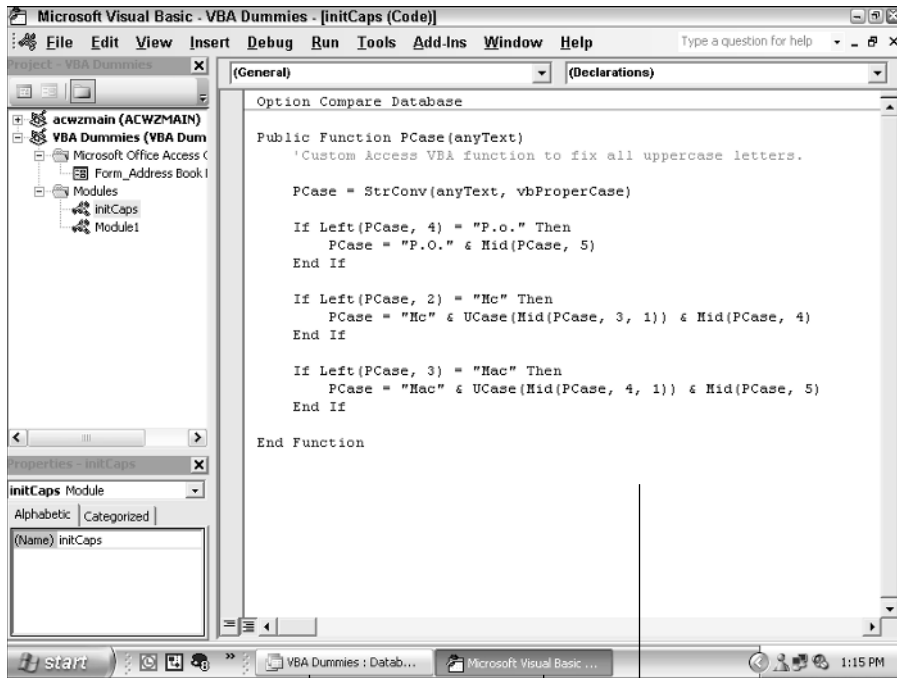 Microsoft Visual Basic - VBA Dummies - [initCaps (Code)]
File Edit View Insert Debug Run Tools Add-Ins Window Help Type a question for help
Project - VBA Dummies
(General) (Declarations)
acwzmain (ACWZMAIN)
VBA Dummies (VBA Dum
Microsoft Office Access C
Form_Address Book I
Modules
initCaps
Module1
Option Compare Database
Public Function PCase(anyText)
'Custom Access VBA function to fix all uppercase letters.
PCase = StrConv(anyText, vbProperCase)
If Left(PCase, 4) = "P.o." Then
PCase = "P.O." & Mid(PCase, 5)
End If
If Left(PCase, 2) = "Mc" Then
PCase = "Mc" & UCase(Mid(PCase, 3, 1)) & Mid(PCase, 4)
End If
If Left(PCase, 3) = "Mac" Then
PCase = "Mac" & UCase(Mid(PCase, 4, 1)) & Mid(PCase, 5)
End If
End Function
Properties - initCaps
initCaps Module
Alphabetic Categorized
(Name) initCaps
start VBA Dummies : Datab... Microsoft Visual Basic ... 1:15 PM